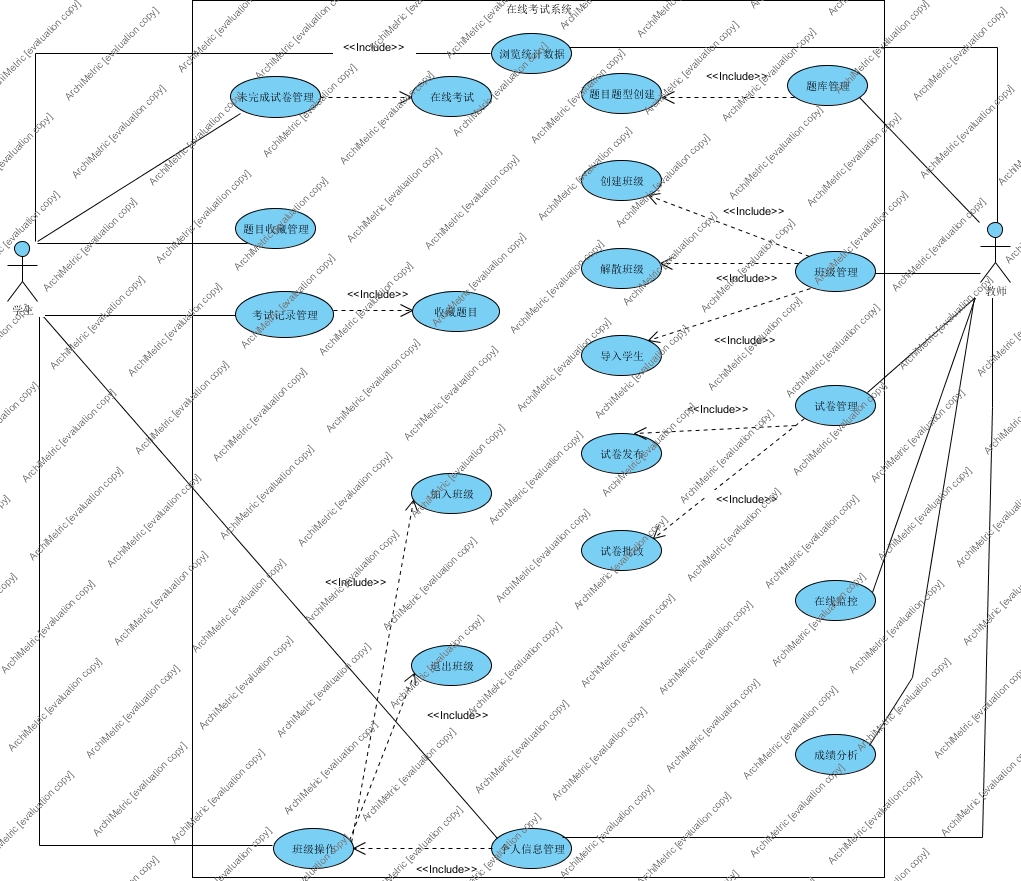 在线考试系统
<<Include>>
浏览统计数据
未完成试卷管理
在线考试
题目题型创建
<<Include>>
题库管理
创建班级
<<Include>>
题目收藏管理
解散班级
<<Include>>
班级管理
学生
教师
考试记录管理
<<Include>>
收藏题目
导入学生
<<Include>>
试卷管理
<<Include>>
试卷发布
加入班级
<<Include>>
试卷批改
<<Include>>
在线监控
退出班级
<<Include>>
成绩分析
班级操作
<<Include>>
个人信息管理
ArchiMetric [evaluation copy]